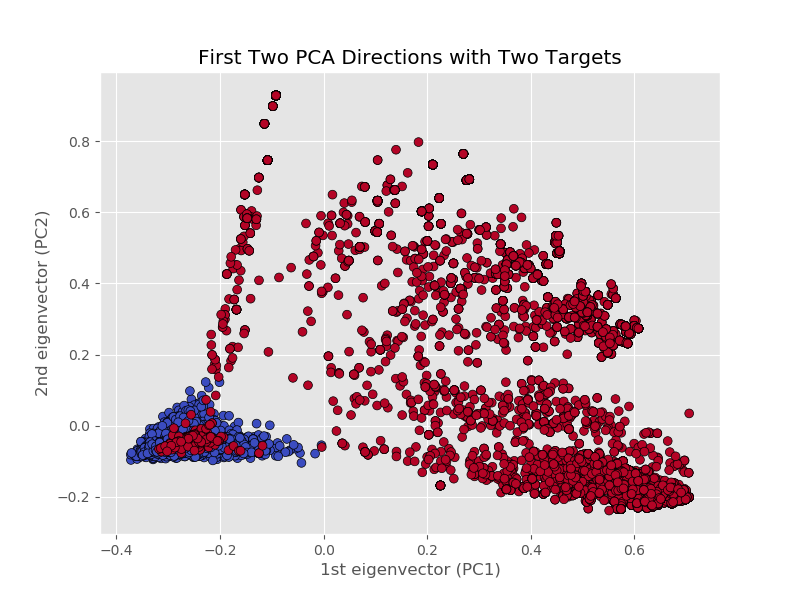 First Two PCA Directions with Two Targets
2nd eigenvector (PC2)
0.8
0.6
0.4
0.2
0.0
−0.2
−0.4 −0.2 0.0 0.2 0.4 0.6
1st eigenvector (PC1)